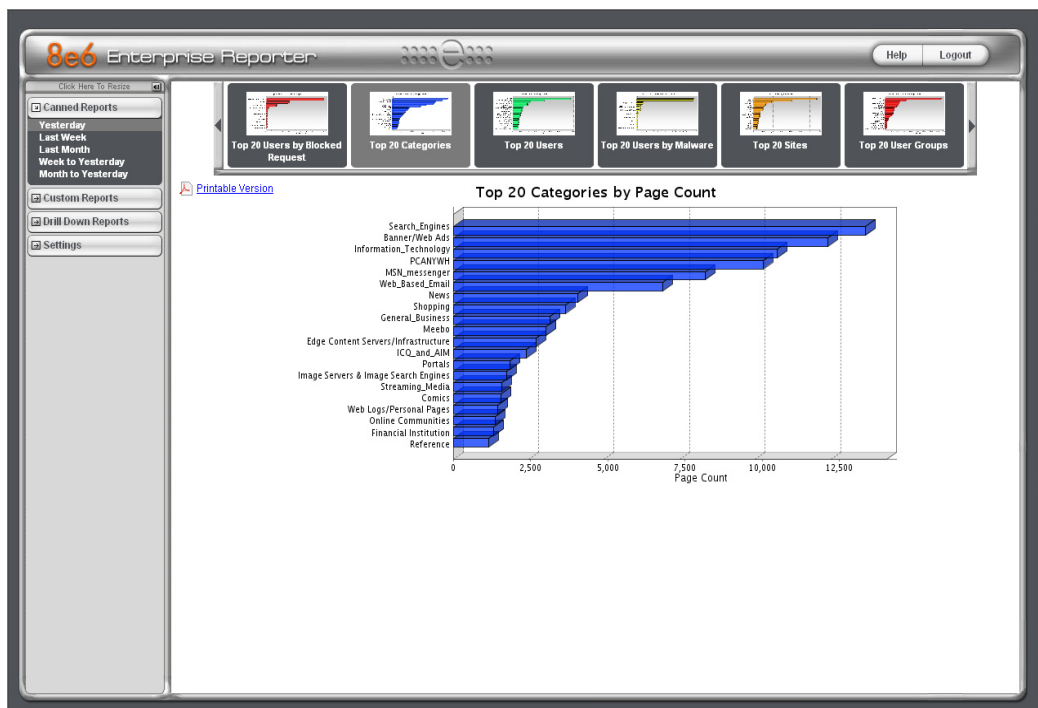 8e6 Enterprise Reporter
Help
Logout
Click Here To Resize
Canned Reports
Yesterday
Last Week
Last Month
Week to Yesterday
Month to Yesterday
Custom Reports
Drill Down Reports
Settings
Top 20 Users by Blocked
Request
Top 20 Categories
Top 20 Users
Top 20 Users by Malware
Top 20 Sites
Top 20 User Groups
Printable Version
Top 20 Categories by Page Count
Search_Engines
Banner/Web Ads
Information_Technology
PCANYWH
MSN_messenger
Web_Based_Email
News
Shopping
General_Business
Meebo
Edge Content Servers/Infrastructure
ICQ_and_AIM
Portals
Image Servers & Image Search Engines
Streaming_Media
Comics
Web Logs/Personal Pages
Online Communities
Financial Institution
Reference
0 2,500 5,000 7,500 10,000 12,500
Page Count